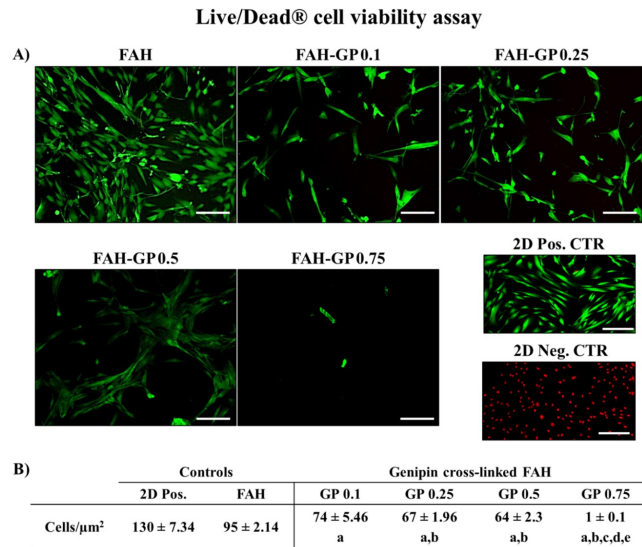 Live/Dead® cell viability assay
A)
FAH
FAH-GP 0.1
FAH-GP 0.25
FAH-GP 0.5
FAH-GP 0.75
2D Pos. CTR
2D Neg. CTR
B)
Controls
Genipin cross-linked FAH
2D Pos.
FAH
GP 0.1
GP 0.25
GP 0.5
GP 0.75
Cells/µm²
130 ± 7.34
95 ± 2.14
74 ± 5.46
67 ± 1.96
64 ± 2.3
1 ± 0.1
a
a,b
a,b
a,b,c,d,e